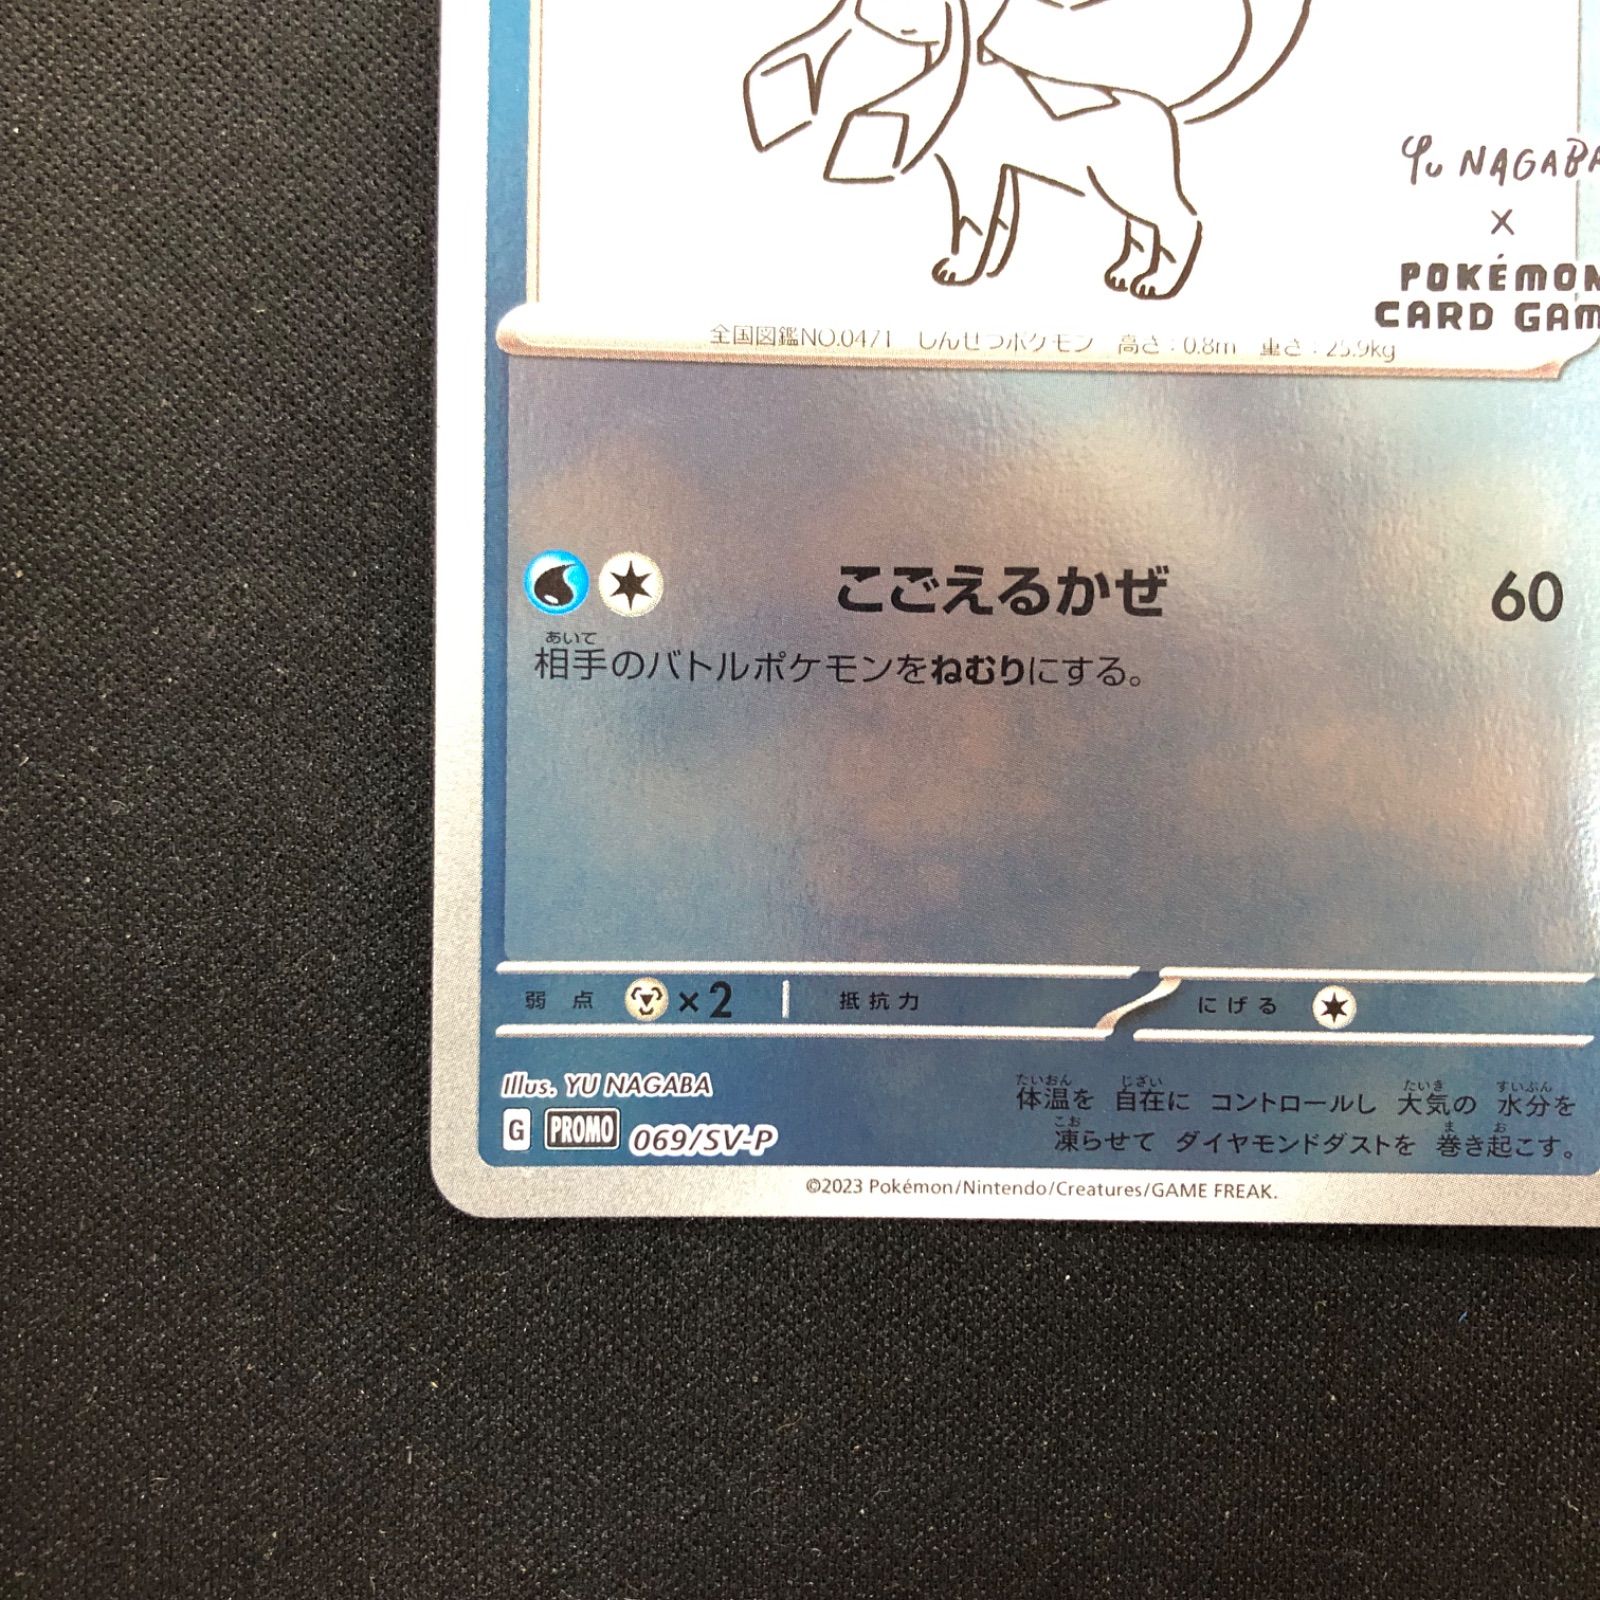 Yu NAGABA
×
POKÉMON
CARD GAM
全国図鑑NO.0471 しんせつポケモン 高さ：0.8m 重さ：25.9kg
こごえるかぜ 60
あいて
相手のバトルポケモンをねむりにする。
弱点 ×2 抵抗力 にげる
Illus. YU NAGABA
G PROMO 069/SV-P
たいおん じざい たいき すいぶん
体温を 自在に コントロールし 大気の 水分を
こお ま お
凍らせて ダイヤモンドダストを 巻き起こす。
©2023 Pokémon/Nintendo/Creatures/GAME FREAK.